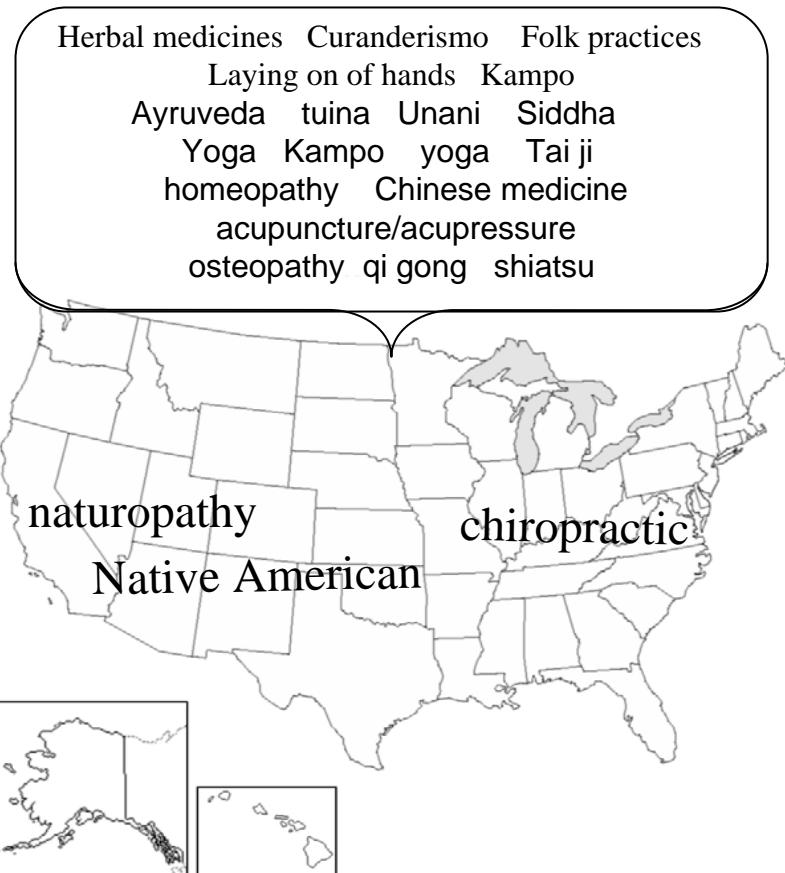 Herbal medicines Curanderismo Folk practices
Laying on of hands Kampo
Ayruveda tuina Unani Siddha
Yoga Kampo yoga Tai ji
homeopathy Chinese medicine
acupuncture/acupressure
osteopathy qi gong shiatsu
naturopathy
chiropractic
Native American